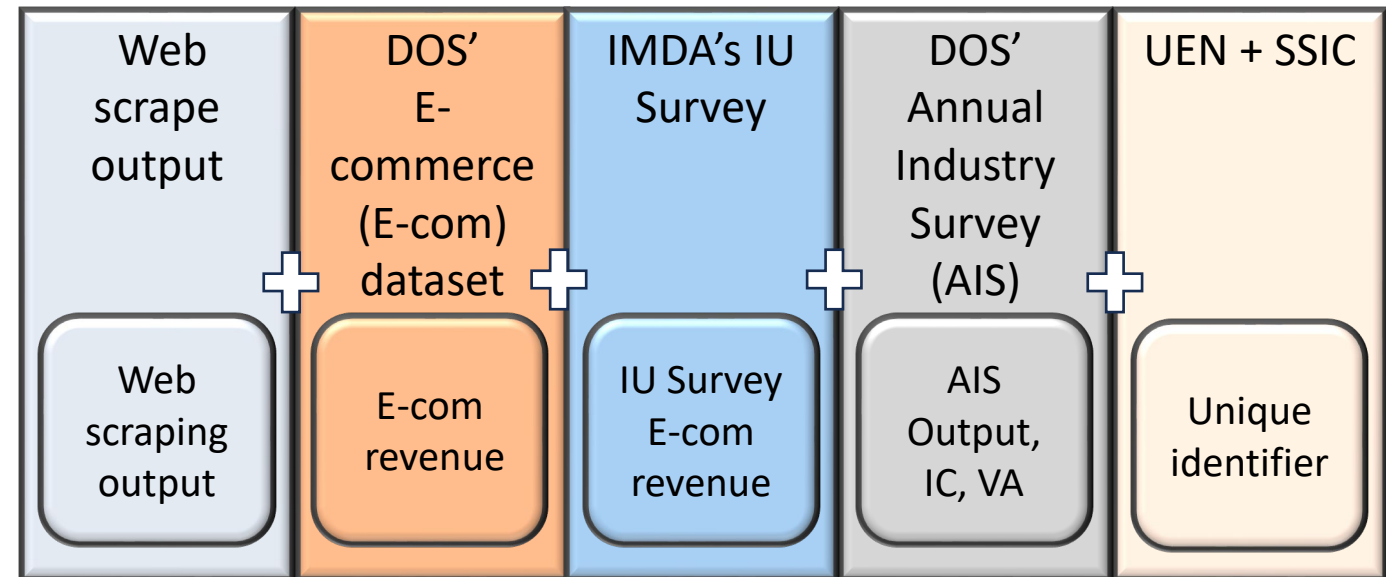 Web
scrape
output
Web
scraping
output
DOS’
E-
commerce
(E-com)
dataset
E-com
revenue
IMDA’s IU
Survey
IU Survey
E-com
revenue
DOS’
Annual
Industry
Survey
(AIS)
AIS
Output,
IC, VA
UEN + SSIC
Unique
identifier